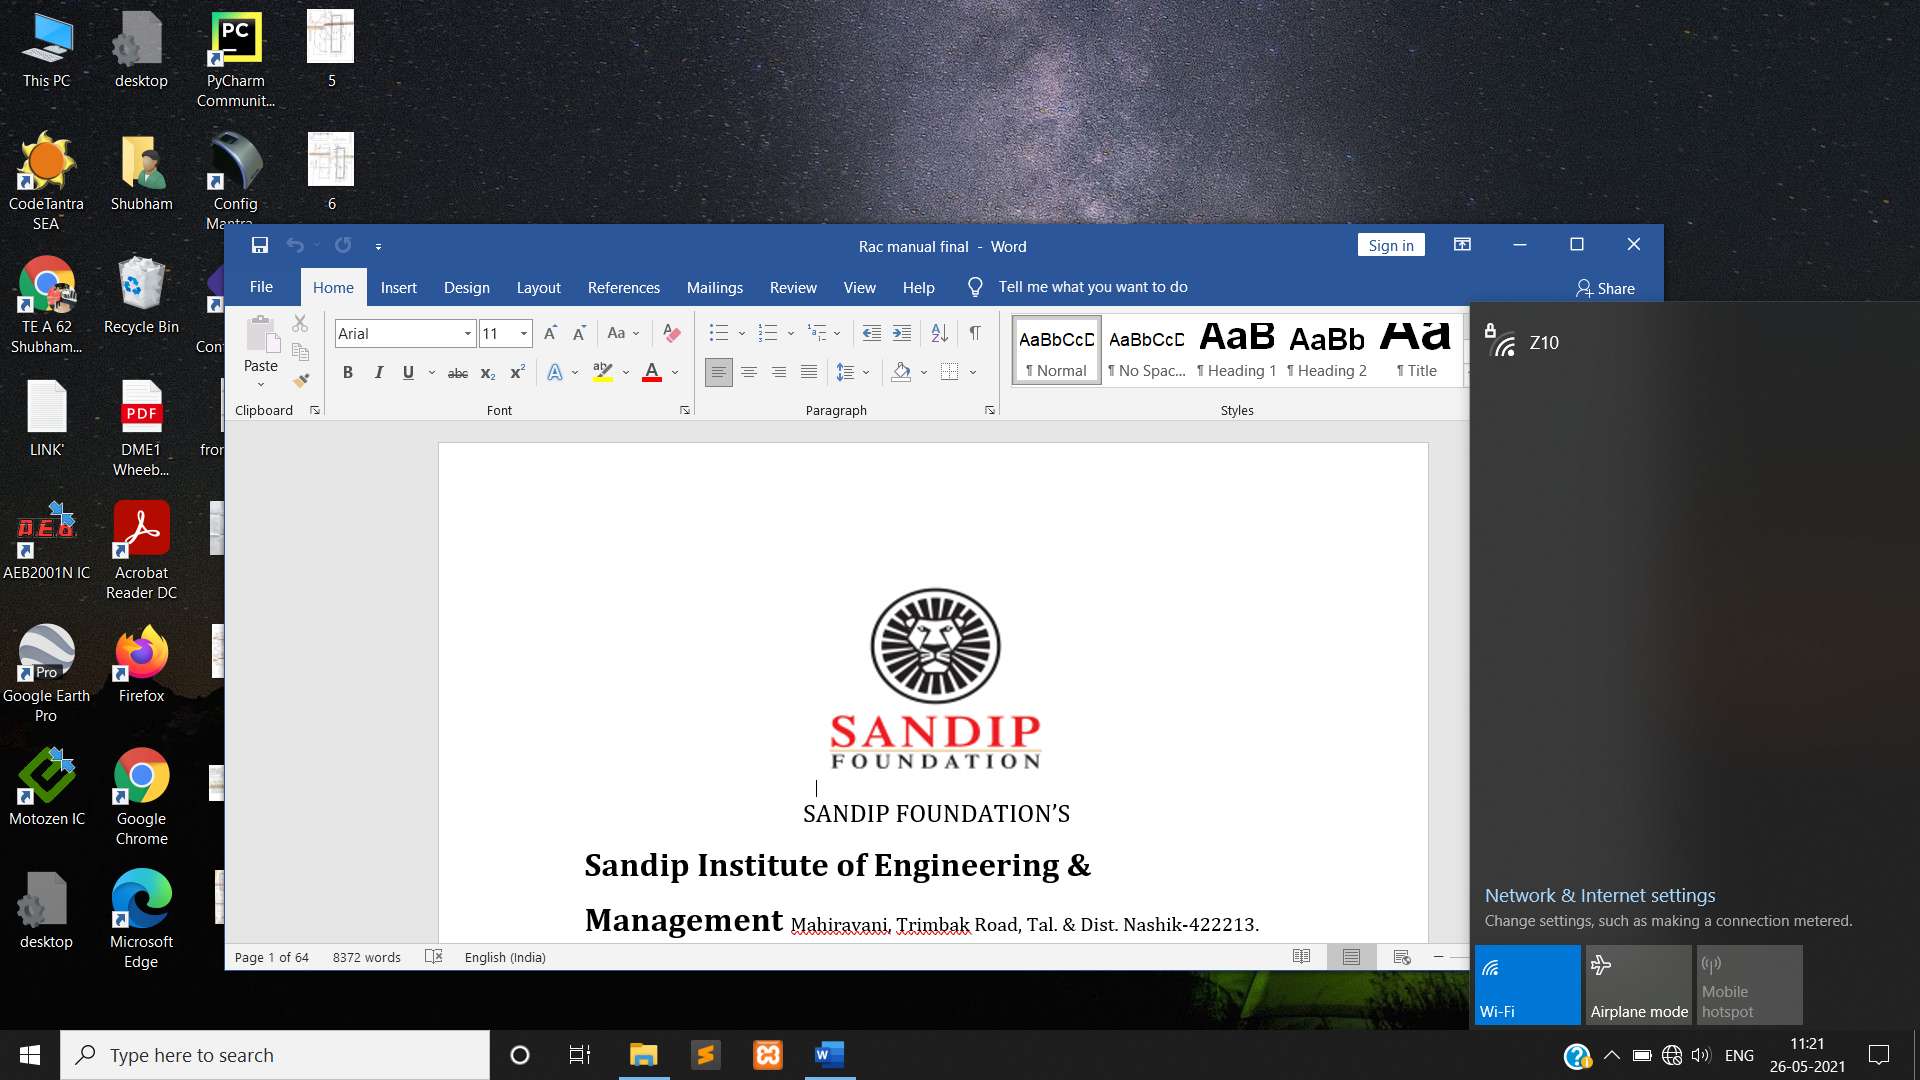 This PC
desktop
PyCharm
Communit...
5
CodeTantra
SEA
Shubham
Config
Mantra
6
TE A 62
Shubham...
Recycle Bin
LINK'
PDF
DME1
Wheeb...
AEB2001N IC
Acrobat
Reader DC
Pro
Google Earth
Pro
Firefox
Motozen IC
Google
Chrome
desktop
Microsoft
Edge
Rac manual final - Word
Sign in
File Home Insert Design Layout References Mailings Review View Help Tell me what you want to do
Share
Paste
Clipboard
Arial 11
Font
Paragraph
AaBbCcD AaBbCcD AaB AaBb Aa
¶ Normal ¶ No Spac... ¶ Heading 1 ¶ Heading 2 ¶ Title
Styles
SANDIP
FOUNDATION
SANDIP FOUNDATION’S
Sandip Institute of Engineering &
Management Mahiravani, Trimbak Road, Tal. & Dist. Nashik-422213.
Page 1 of 64 8372 words English (India)
Z10
Network & Internet settings
Change settings, such as making a connection metered.
Wi-Fi
Airplane mode
Mobile
hotspot
Type here to search
ENG
11:21
26-05-2021